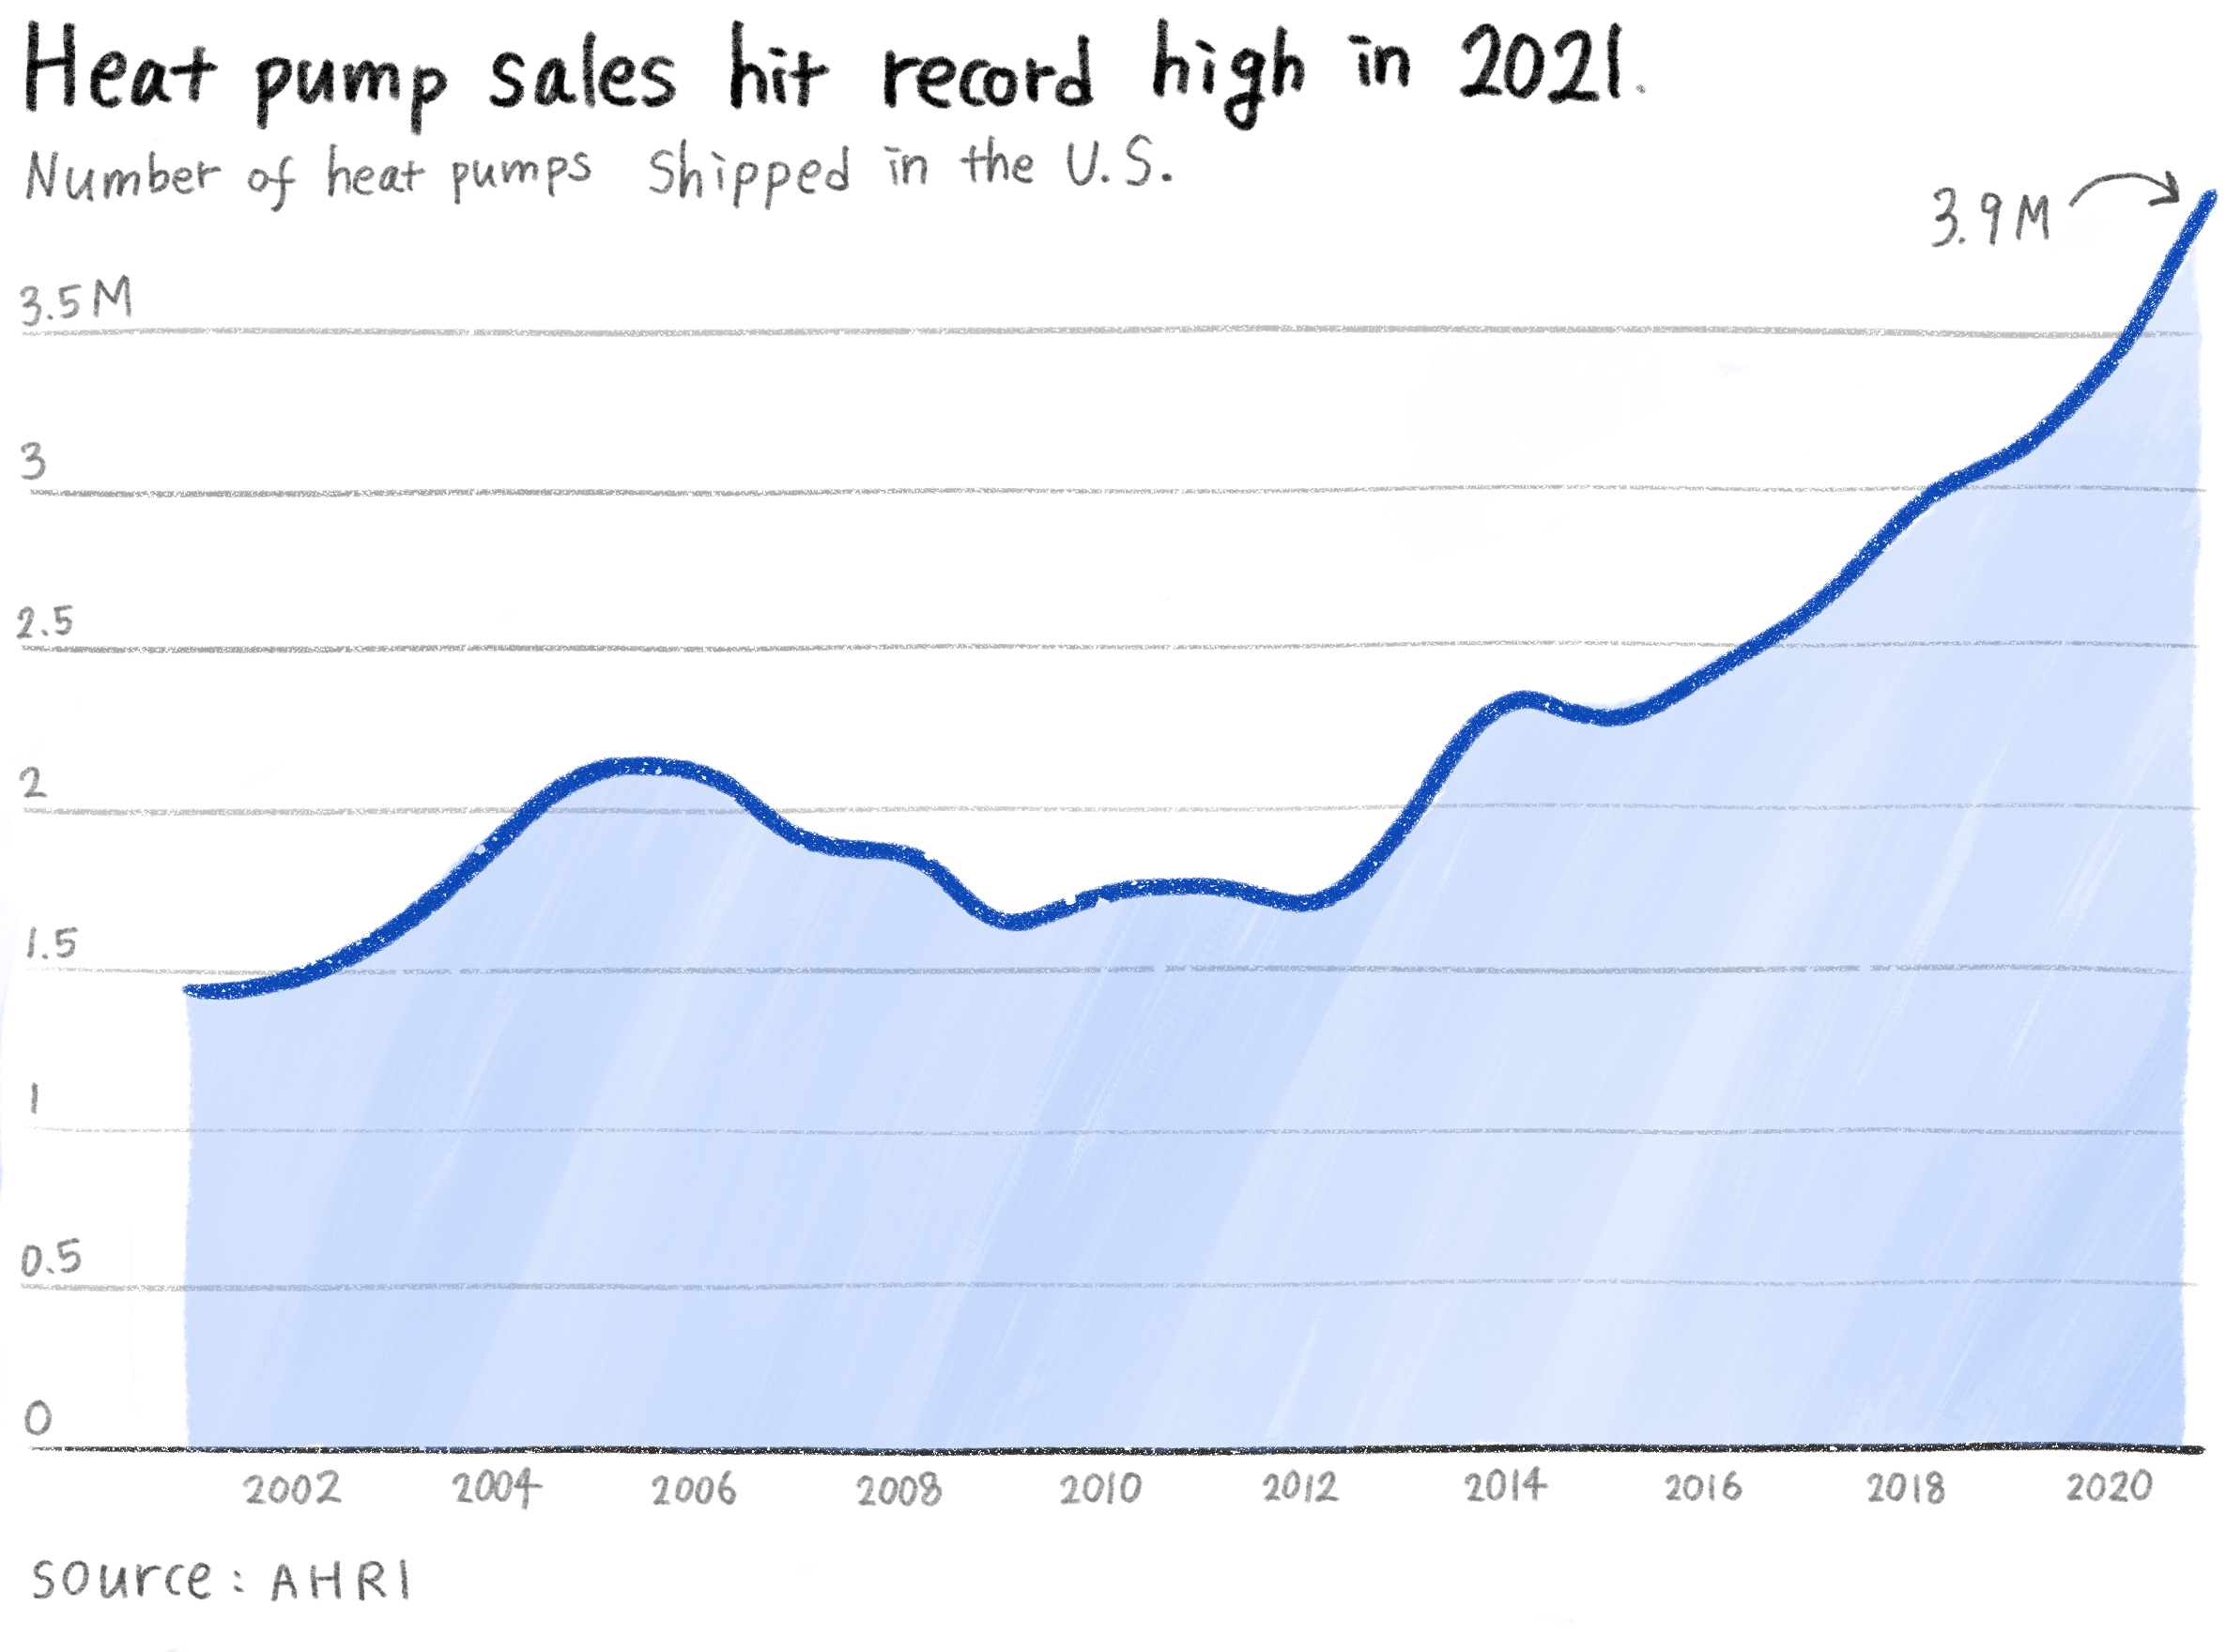 Heat pump sales hit record high in 2021.
Number of heat pumps Shipped in the U.S.
3.9M
3.5M
3
2.5
2
1.5
1
0.5
0
2002 2004 2006 2008 2010 2012 2014 2016 2018 2020
source: AHRI